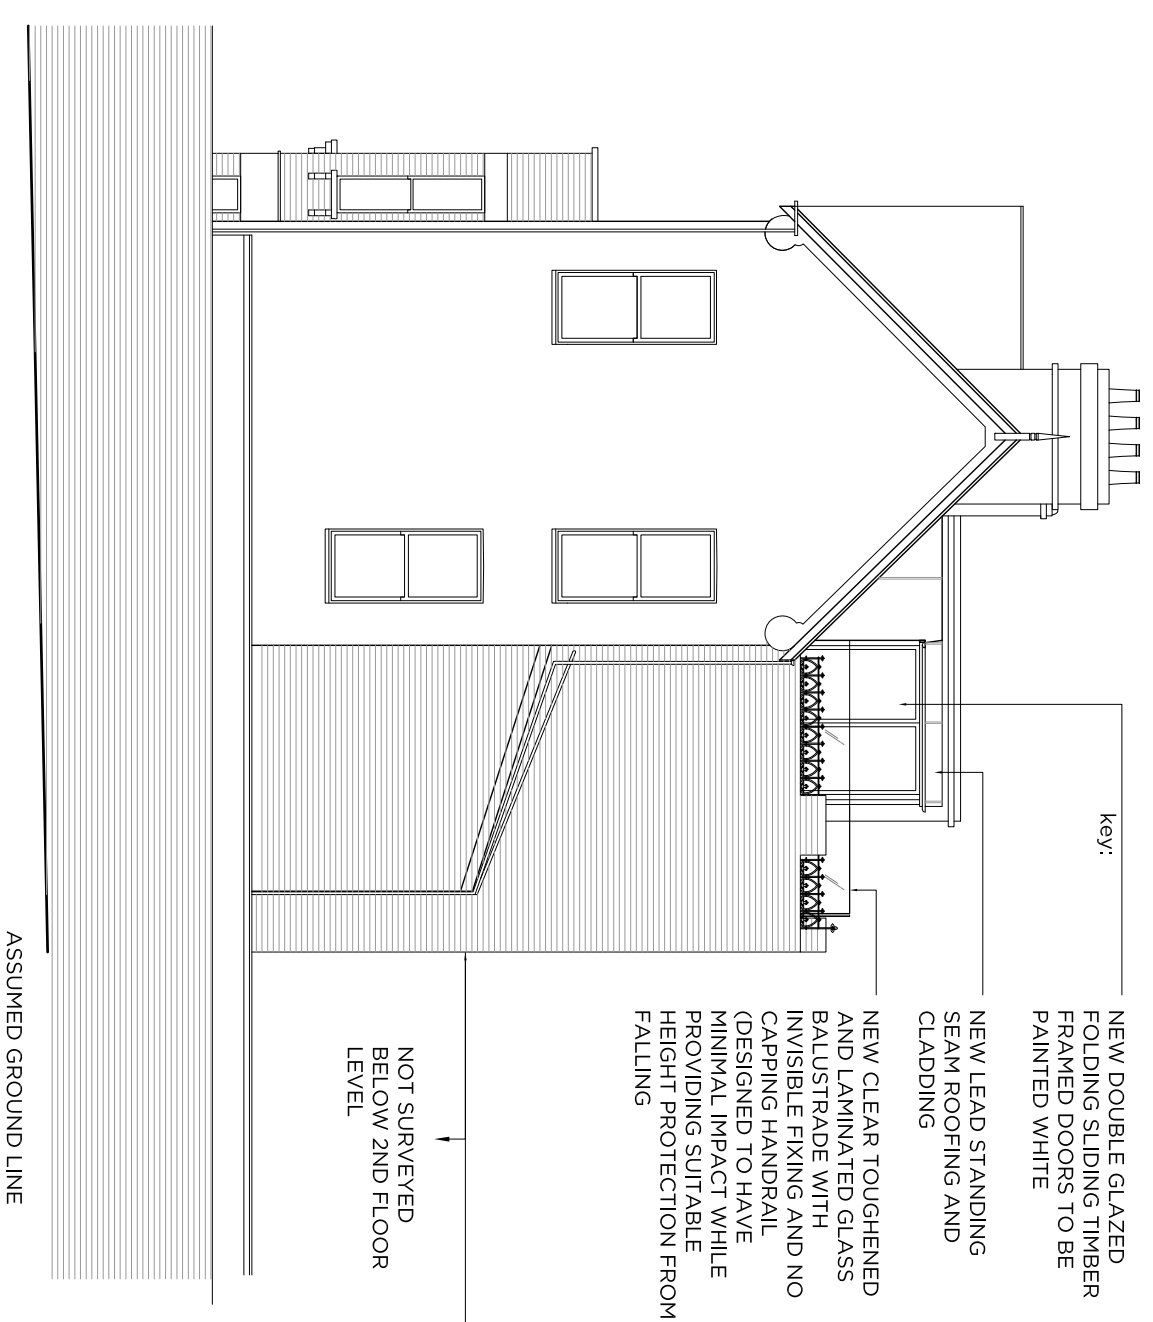 key:
NEW DOUBLE GLAZED
FOLDING SLIDING TIMBER
FRAMED DOORS TO BE
PAINTED WHITE
NEW LEAD STANDING
SEAM ROOFING AND
CLADDING
NEW CLEAR TOUGHENED
AND LAMINATED GLASS
BALUSTRADE WITH
INVISIBLE FIXING AND NO
CAPPING HANDRAIL
(DESIGNED TO HAVE
MINIMAL IMPACT WHILE
PROVIDING SUITABLE
HEIGHT PROTECTION FROM
FALLING
NOT SURVEYED
BELOW 2ND FLOOR
LEVEL
ASSUMED GROUND LINE